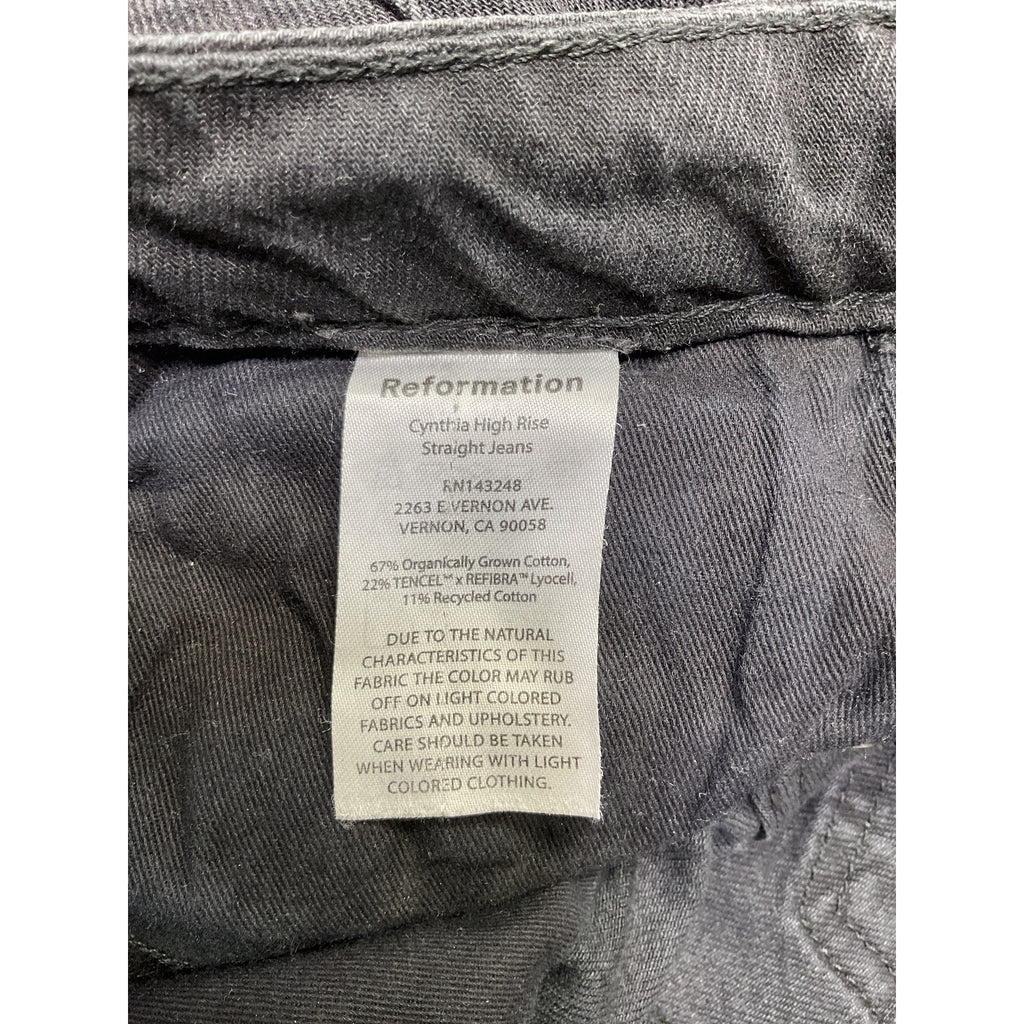 Reformation
Cynthia High Rise
Straight Jeans
RN143248
2263 E VERNON AVE.
VERNON, CA 90058
67% Organically Grown Cotton,
22% TENCEL™ x REFIBRA™ Lyocell,
11% Recycled Cotton
DUE TO THE NATURAL
CHARACTERISTICS OF THIS
FABRIC THE COLOR MAY RUB
OFF ON LIGHT COLORED
FABRICS AND UPHOLSTERY.
CARE SHOULD BE TAKEN
WHEN WEARING WITH LIGHT
COLORED CLOTHING.